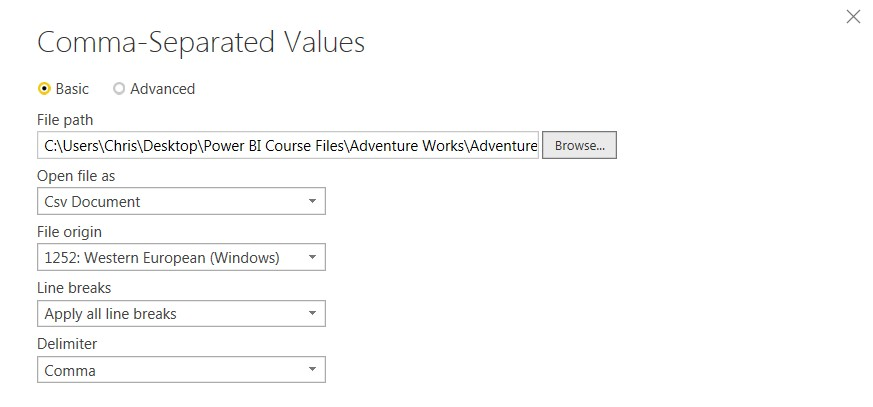 Comma-Separated Values
Basic Advanced
File path
C:\Users\Chris\Desktop\Power BI Course Files\Adventure Works\Adventure Browse...
Open file as
Csv Document
File origin
1252: Western European (Windows)
Line breaks
Apply all line breaks
Delimiter
Comma